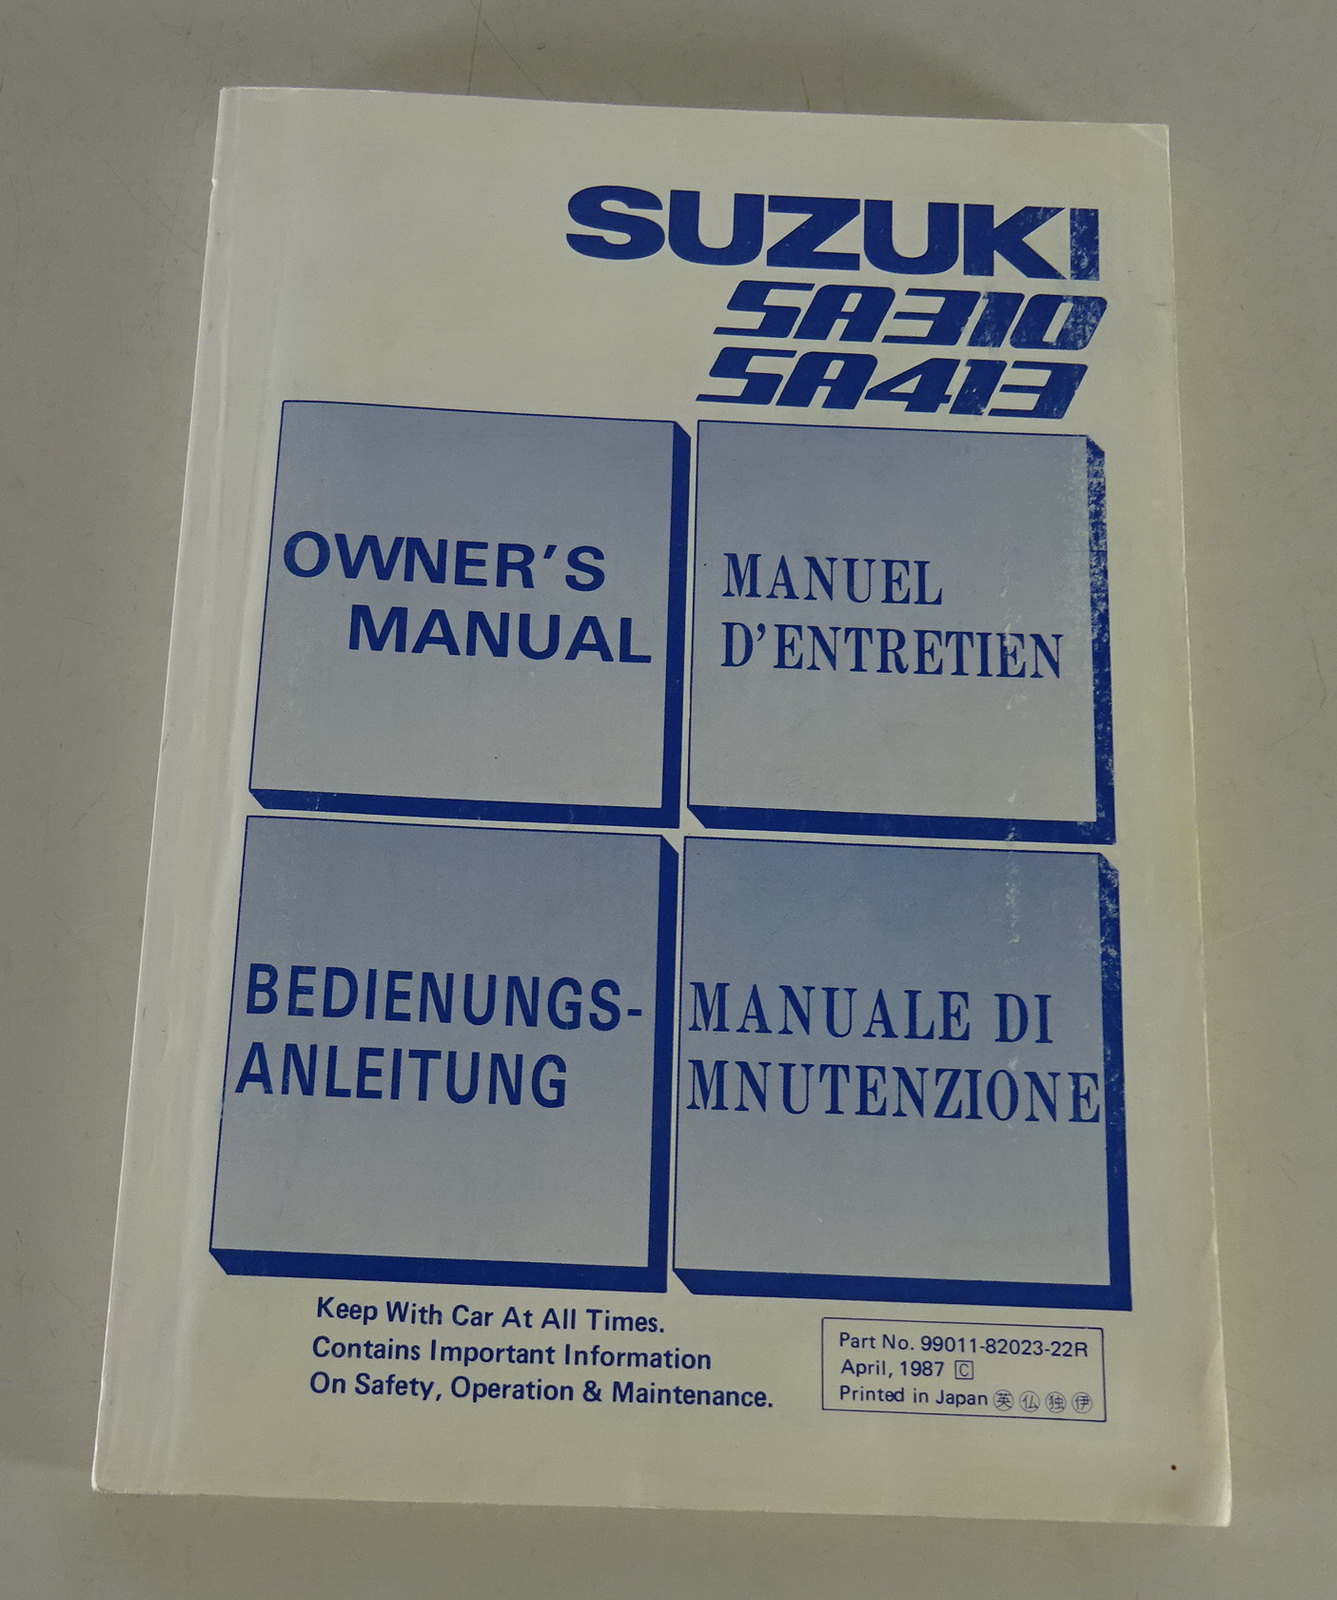 SUZUKI
SA310
SA413
OWNER'S
MANUAL
MANUEL
D'ENTRETIEN
BEDIENUNGS-
ANLEITUNG
MANUALE DI
MNUTENZIONE
Keep With Car At All Times.
Contains Important Information
On Safety, Operation & Maintenance.
Part No. 99011-82023-22R
April, 1987 C
Printed in Japan 英 仏 独 伊